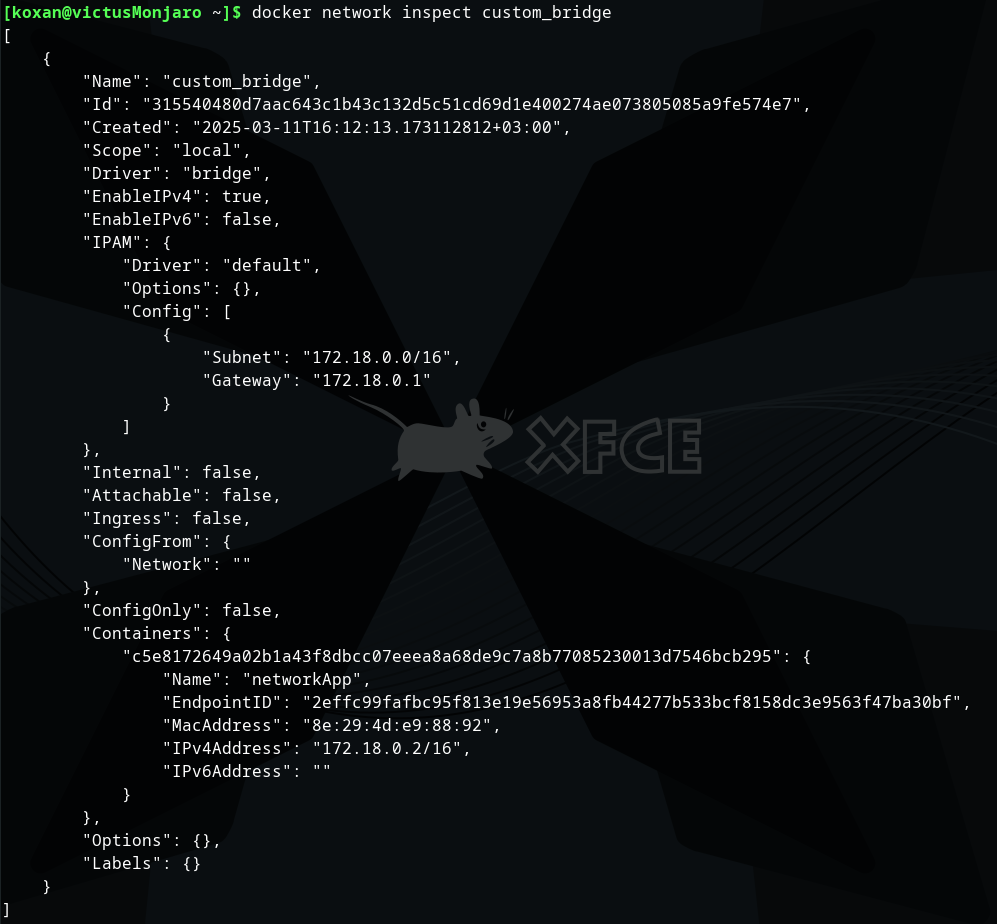 [koxan@victusMonjaro ~]$ docker network inspect custom_bridge
[
    {
        "Name": "custom_bridge",
        "Id": "315540480d7aac643c1b43c132d5c51cd69d1e400274ae073805085a9fe574e7",
        "Created": "2025-03-11T16:12:13.173112812+03:00",
        "Scope": "local",
        "Driver": "bridge",
        "EnableIPv4": true,
        "EnableIPv6": false,
        "IPAM": {
            "Driver": "default",
            "Options": {},
            "Config": [
                {
                    "Subnet": "172.18.0.0/16",
                    "Gateway": "172.18.0.1"
                }
            ]
        },
        "Internal": false,
        "Attachable": false,
        "Ingress": false,
        "ConfigFrom": {
            "Network": ""
        },
        "ConfigOnly": false,
        "Containers": {
            "c5e8172649a02b1a43f8dbcc07eeea8a68de9c7a8b77085230013d7546bcb295": {
                "Name": "networkApp",
                "EndpointID": "2effc99fafbc95f813e19e56953a8fb44277b533bcf8158dc3e9563f47ba30bf",
                "MacAddress": "8e:29:4d:e9:88:92",
                "IPv4Address": "172.18.0.2/16",
                "IPv6Address": ""
            }
        },
        "Options": {},
        "Labels": {}
    }
]
XFCE